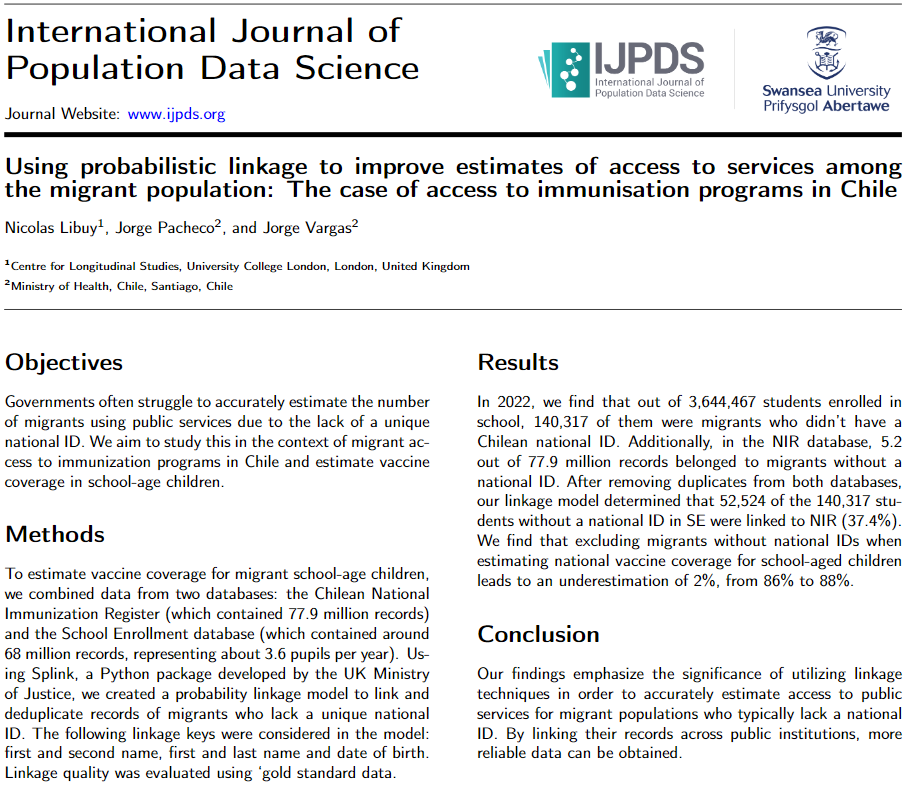 International Journal of
Population Data Science
Journal Website: www.ijpds.org
IJPDS
International Journal of
Population Data Science
Swansea University
Prifysgol Abertawe
Using probabilistic linkage to improve estimates of access to services among
the migrant population: The case of access to immunisation programs in Chile
Nicolas Libuy1, Jorge Pacheco2, and Jorge Vargas2
1Centre for Longitudinal Studies, University College London, London, United Kingdom
2Ministry of Health, Chile, Santiago, Chile
Objectives
Governments often struggle to accurately estimate the number
of migrants using public services due to the lack of a unique
national ID. We aim to study this in the context of migrant ac-
cess to immunization programs in Chile and estimate vaccine
coverage in school-age children.
Methods
To estimate vaccine coverage for migrant school-age children,
we combined data from two databases: the Chilean National
Immunization Register (which contained 77.9 million records)
and the School Enrollment database (which contained around
68 million records, representing about 3.6 pupils per year). Us-
ing Splink, a Python package developed by the UK Ministry
of Justice, we created a probability linkage model to link and
deduplicate records of migrants who lack a unique national
ID. The following linkage keys were considered in the model:
first and second name, first and last name and date of birth.
Linkage quality was evaluated using ‘gold standard data.
Results
In 2022, we find that out of 3,644,467 students enrolled in
school, 140,317 of them were migrants who didn’t have a
Chilean national ID. Additionally, in the NIR database, 5.2
out of 77.9 million records belonged to migrants without a
national ID. After removing duplicates from both databases,
our linkage model determined that 52,524 of the 140,317 stu-
dents without a national ID in SE were linked to NIR (37.4%).
We find that excluding migrants without national IDs when
estimating national vaccine coverage for school-aged children
leads to an underestimation of 2%, from 86% to 88%.
Conclusion
Our findings emphasize the significance of utilizing linkage
techniques in order to accurately estimate access to public
services for migrant populations who typically lack a national
ID. By linking their records across public institutions, more
reliable data can be obtained.